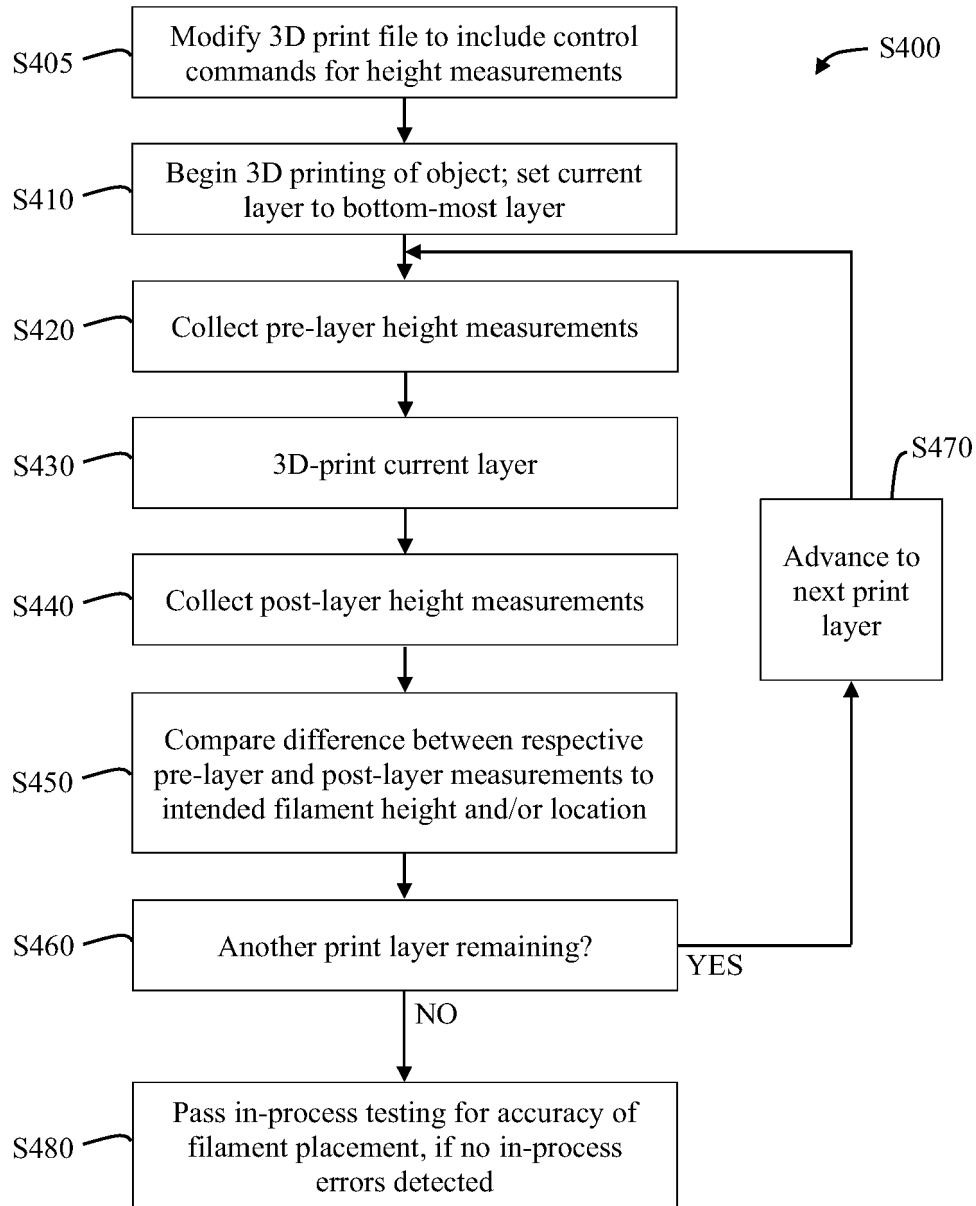 S405
Modify 3D print file to include control
commands for height measurements
S400
S410
Begin 3D printing of object; set current
layer to bottom-most layer
S420
Collect pre-layer height measurements
S430
3D-print current layer
S470
Advance to
next print
layer
S440
Collect post-layer height measurements
S450
Compare difference between respective
pre-layer and post-layer measurements to
intended filament height and/or location
S460
Another print layer remaining?
YES
NO
S480
Pass in-process testing for accuracy of
filament placement, if no in-process
errors detected